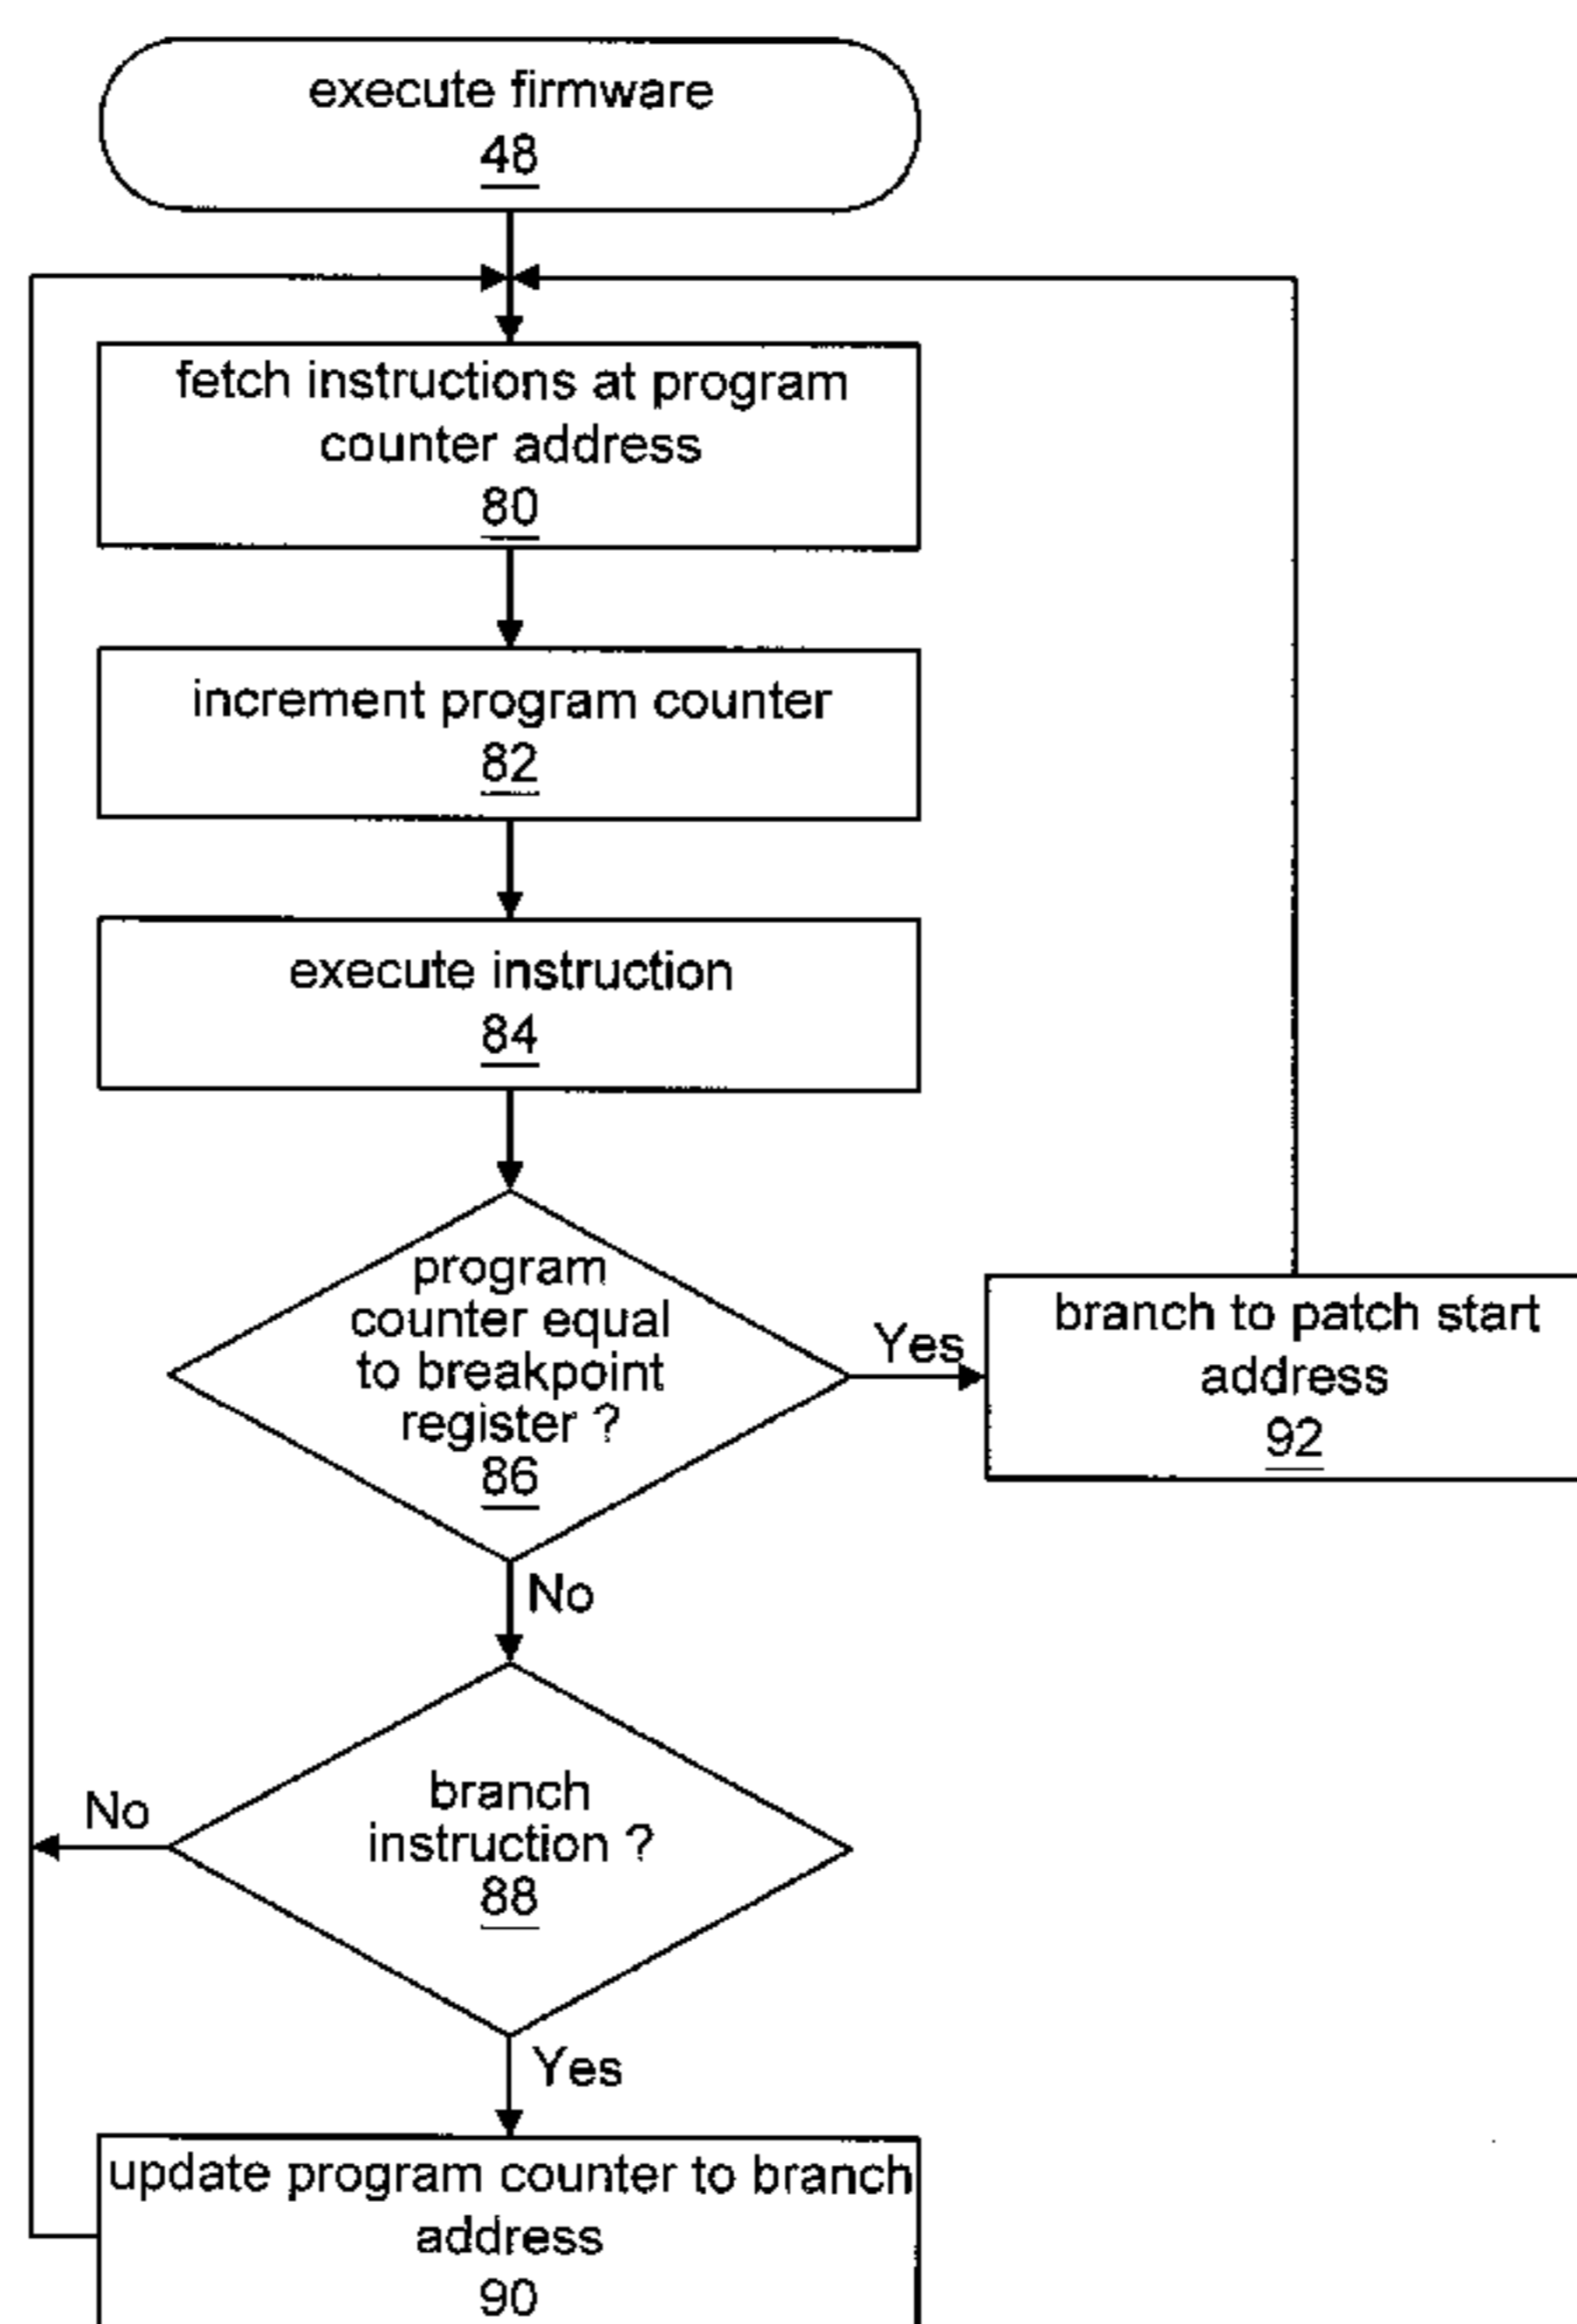 execute firmware
48
fetch instructions at program
counter address
80
increment program counter
82
execute instruction
84
program
counter equal
to breakpoint
register ?
86
Yes
branch to patch start
address
92
No
branch
instruction ?
88
No
Yes
update program counter to branch
address
90